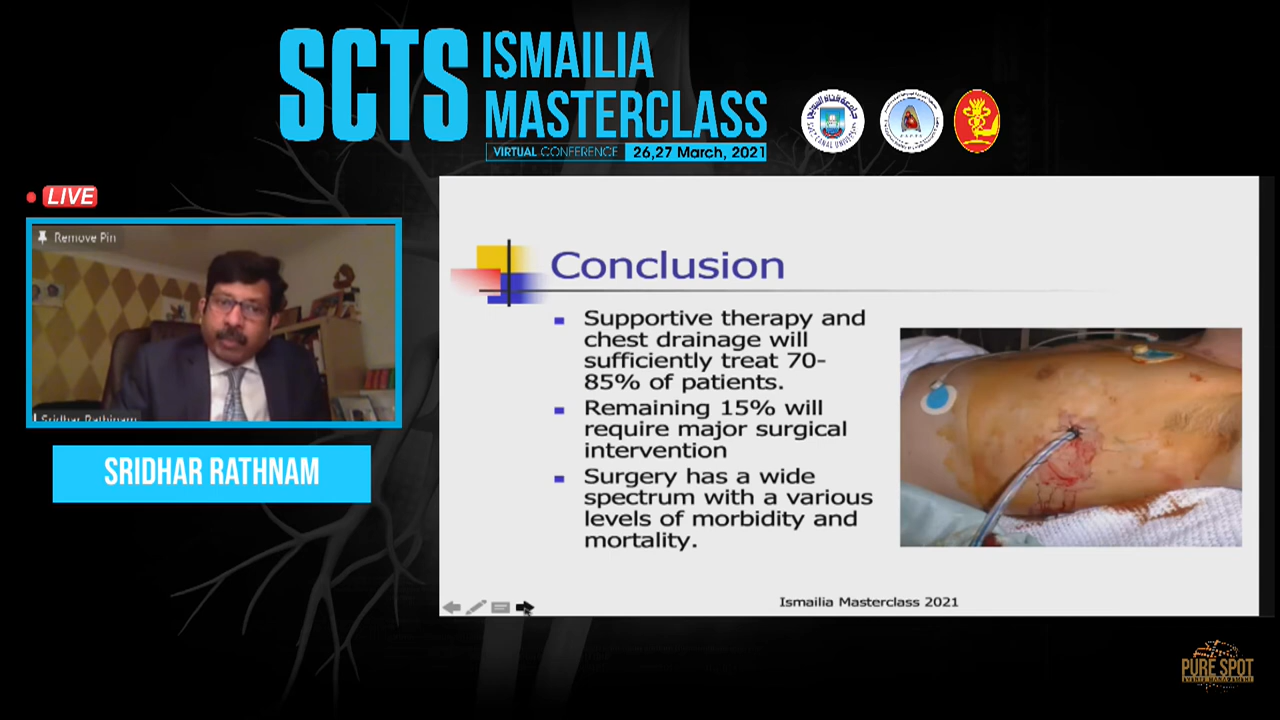 SCTS ISMAILIA
MASTERCLASS
VIRTUAL CONFERENCE 26,27 March, 2021
LIVE
Remove Pin
Sridhar Rathinam
SRIDHAR RATHNAM
Conclusion
Supportive therapy and
chest drainage will
sufficiently treat 70-
85% of patients.
Remaining 15% will
require major surgical
intervention
Surgery has a wide
spectrum with a various
levels of morbidity and
mortality.
Ismailia Masterclass 2021
PURE SPOT